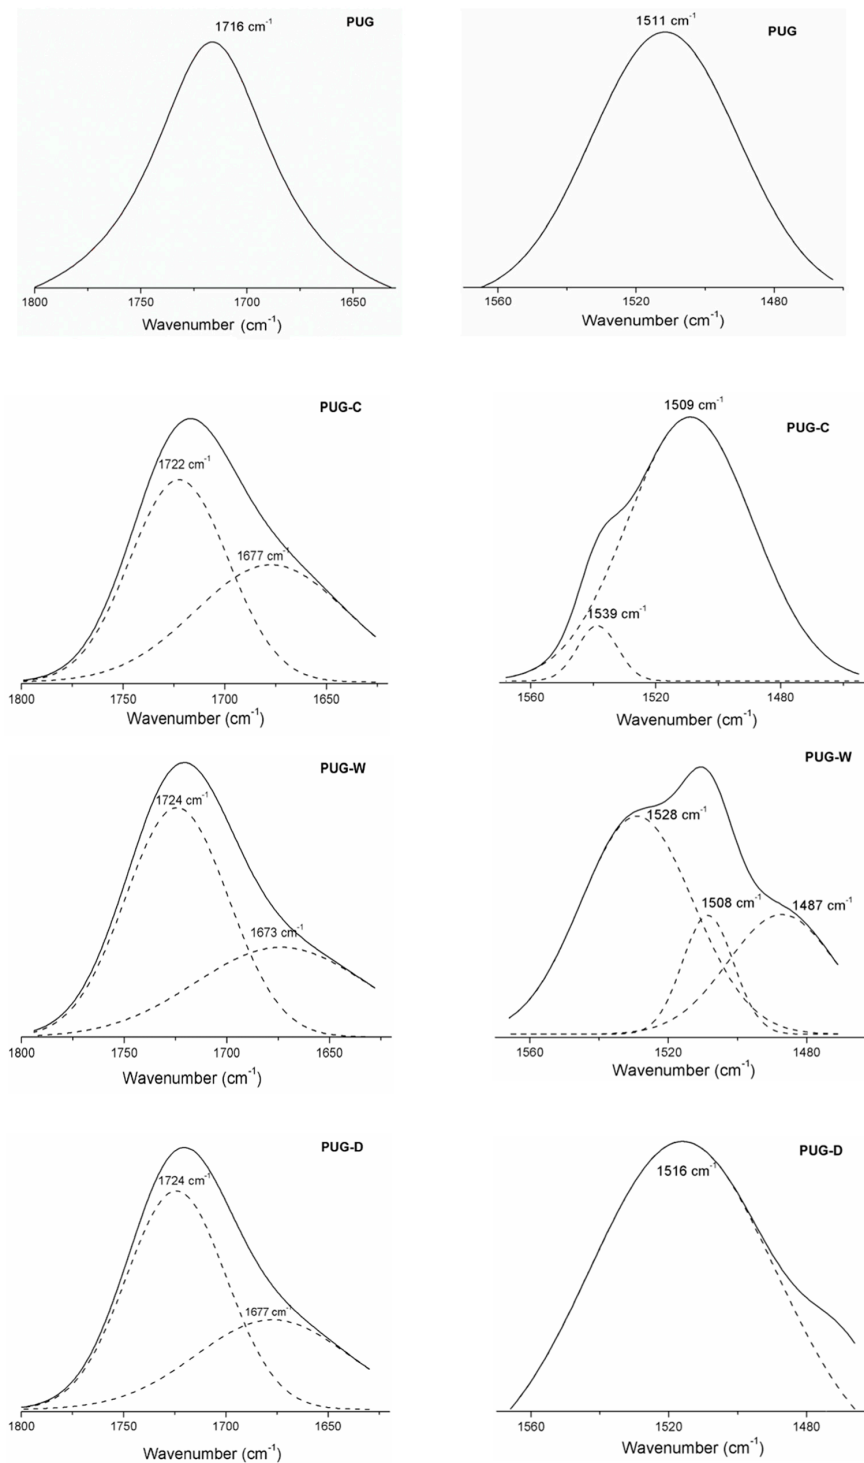 1716 cm⁻¹
PUG
1800 1750 1700 1650
Wavenumber (cm⁻¹)
1511 cm⁻¹
PUG
1560 1520 1480
Wavenumber (cm⁻¹)
PUG-C
1722 cm⁻¹
1677 cm⁻¹
1800 1750 1700 1650
Wavenumber (cm⁻¹)
1509 cm⁻¹
PUG-C
1539 cm⁻¹
1560 1520 1480
Wavenumber (cm⁻¹)
PUG-W
1724 cm⁻¹
1673 cm⁻¹
1800 1750 1700 1650
Wavenumber (cm⁻¹)
PUG-W
1528 cm⁻¹
1508 cm⁻¹
1487 cm⁻¹
1560 1520 1480
Wavenumber (cm⁻¹)
PUG-D
1724 cm⁻¹
1677 cm⁻¹
1800 1750 1700 1650
Wavenumber (cm⁻¹)
PUG-D
1516 cm⁻¹
1560 1520 1480
Wavenumber (cm⁻¹)